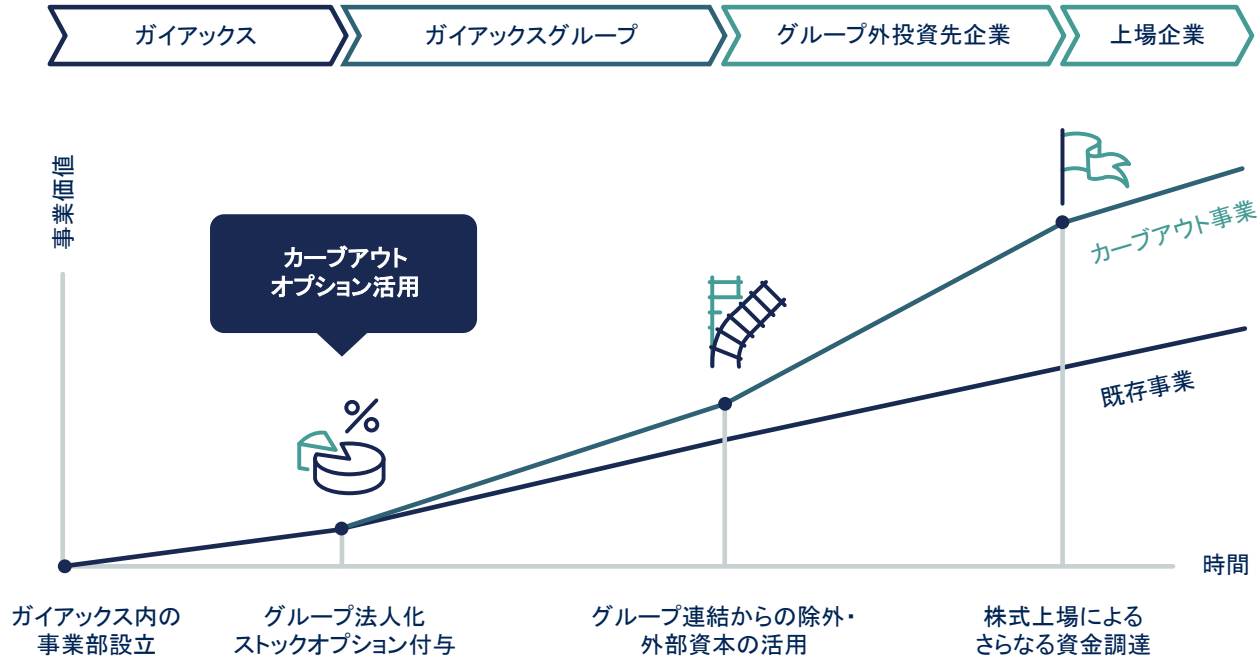 ガイアックス
ガイアックスグループ
グループ外投資先企業
上場企業
事業価値
カーブアウト
オプション活用
%
カーブアウト事業
既存事業
時間
ガイアックス内の
事業部設立
グループ法人化
ストックオプション付与
グループ連結からの除外・
外部資本の活用
株式上場による
さらなる資金調達